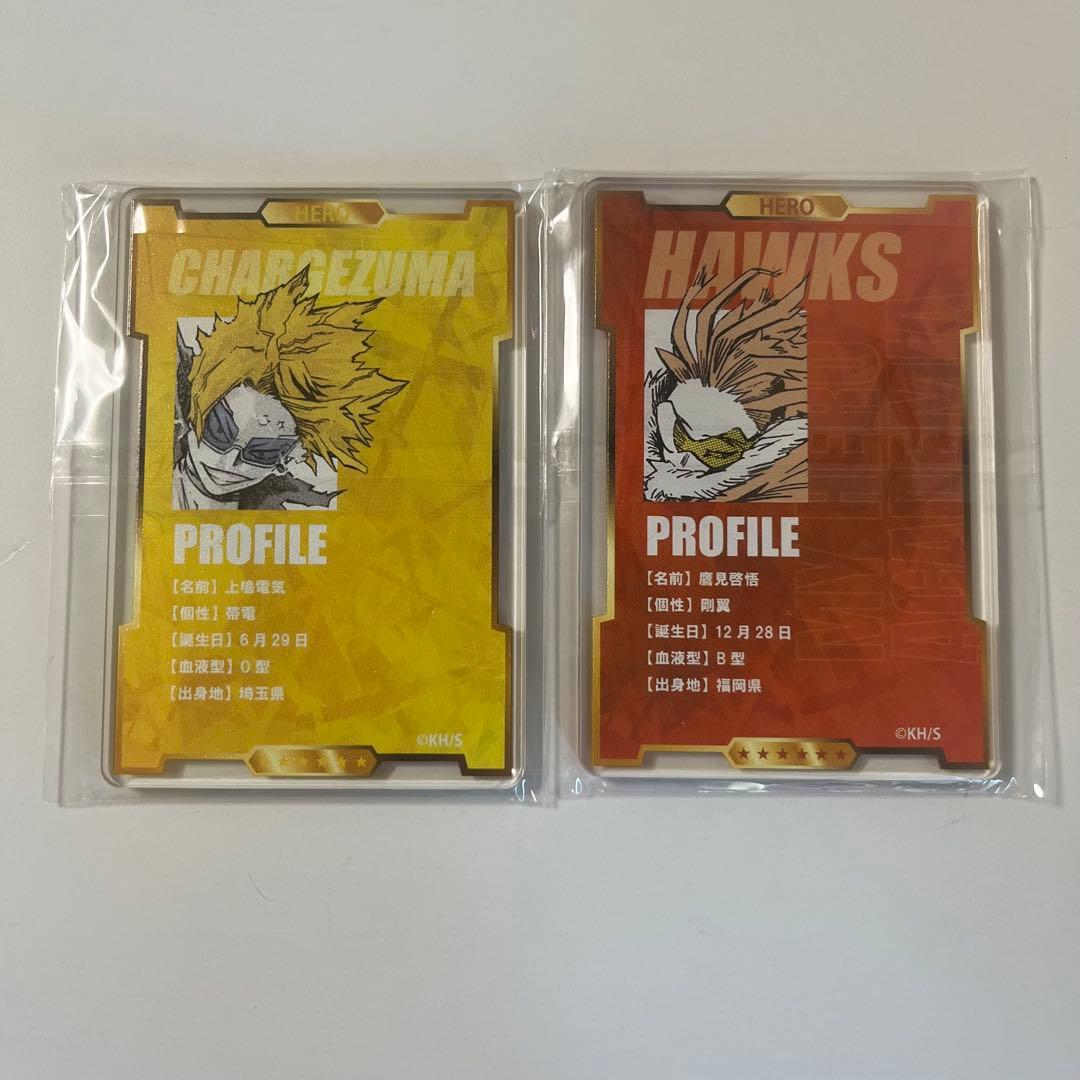 HERO
CHARGEZUMA
PROFILE
【名前】上鳴電気
【個性】帯電
【誕生日】6月29日
【血液型】O型
【出身地】埼玉県
©KH/S
HERO
HAWKS
MY HERO
ACADEMIA
PROFILE
【名前】鷹見啓悟
【個性】剛翼
【誕生日】12月28日
【血液型】B型
【出身地】福岡県
©KH/S